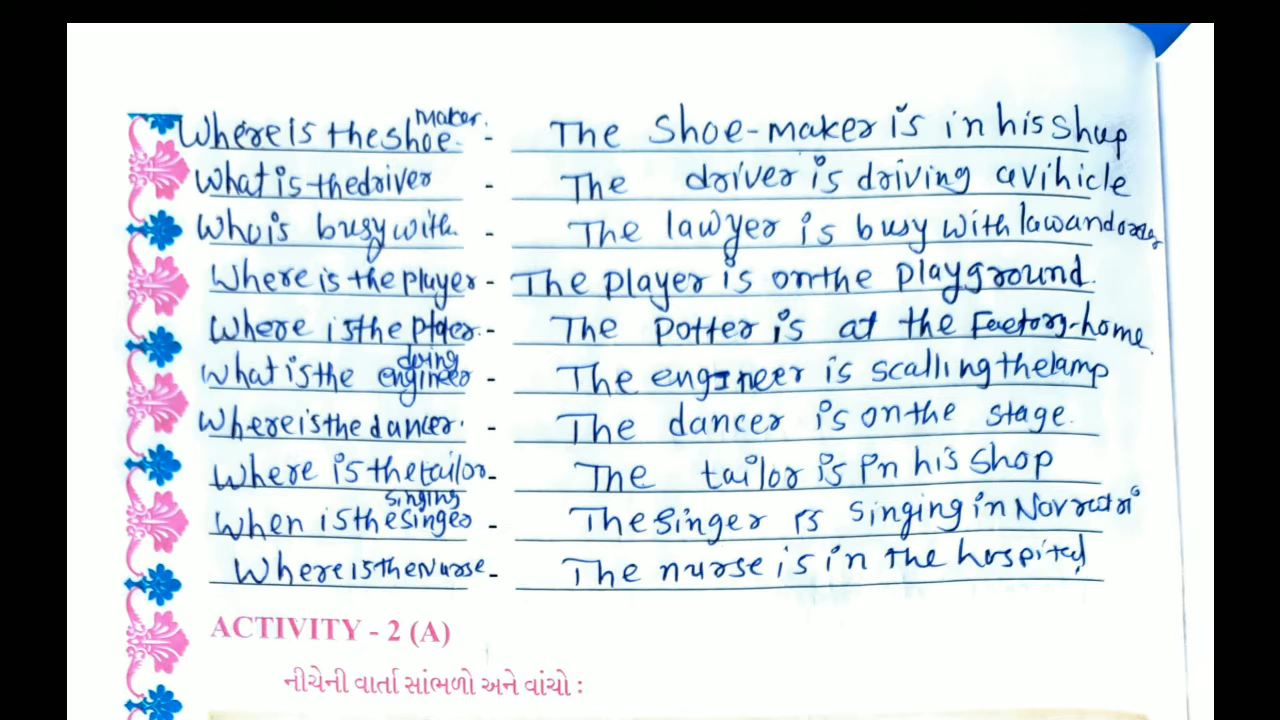 Where is the shoe maker. - The Shoe-maker is in his Shup
What is the driver - The driver is driving a vihicle
Who is busy with. - The lawyer is busy with law and order
Where is the pluyer - The player is on the playground.
Where is the - The Potter is at the Factory-home.
What is the doing engineer - The engineer is scalling the lamp
Where is the dancer. - The dancer is on the stage.
Where is the tailor - The tailor is in his Shop
When is the singing singer - The Singer is singing in
Where is the Nurse - The nurse is in the hospital
ACTIVITY - 2 (A)
નીચેની વાર્તા સાંભળો અને વાંચો :